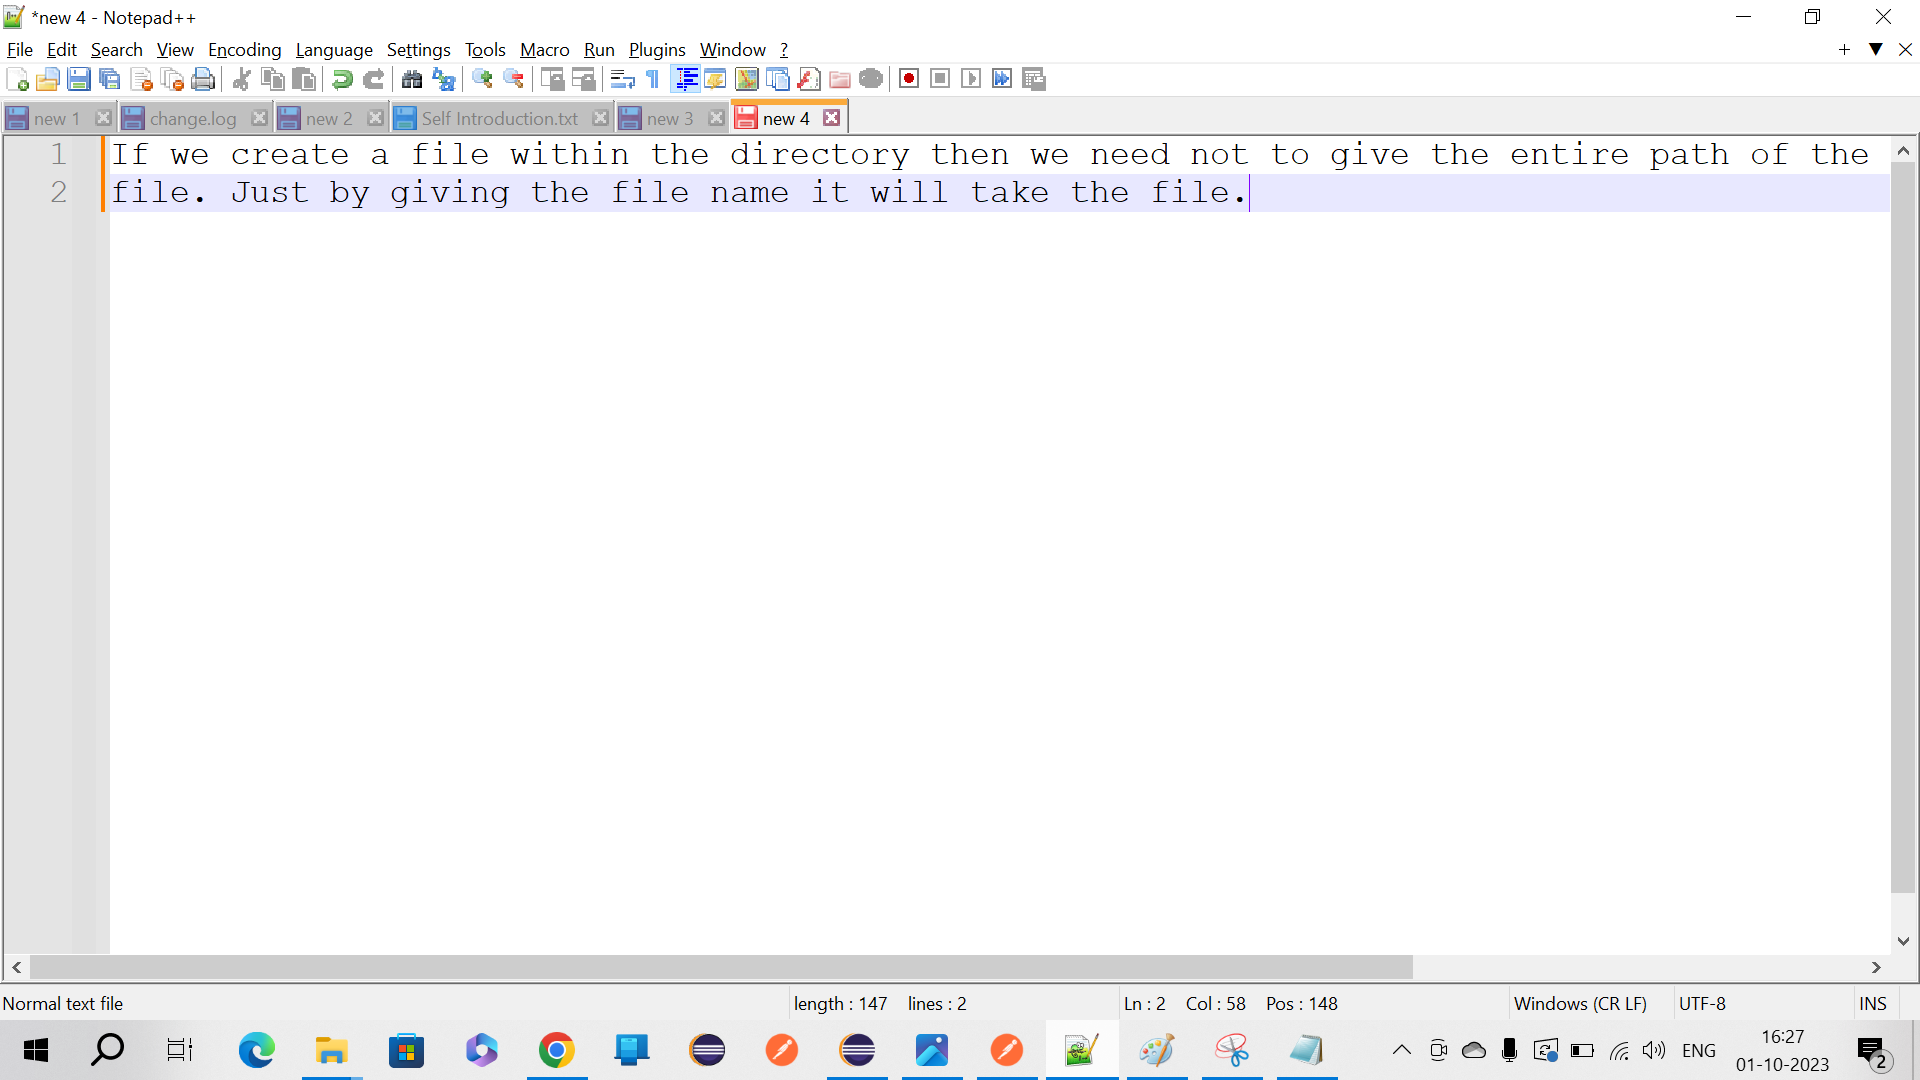 *new 4 - Notepad++
File Edit Search View Encoding Language Settings Tools Macro Run Plugins Window ?
new 1 change.log new 2 Self Introduction.txt new 3 new 4
1 If we create a file within the directory then we need not to give the entire path of the
2 file. Just by giving the file name it will take the file.
Normal text file length : 147 lines : 2 Ln : 2 Col : 58 Pos : 148 Windows (CR LF) UTF-8 INS
ENG 16:27
01-10-2023 2